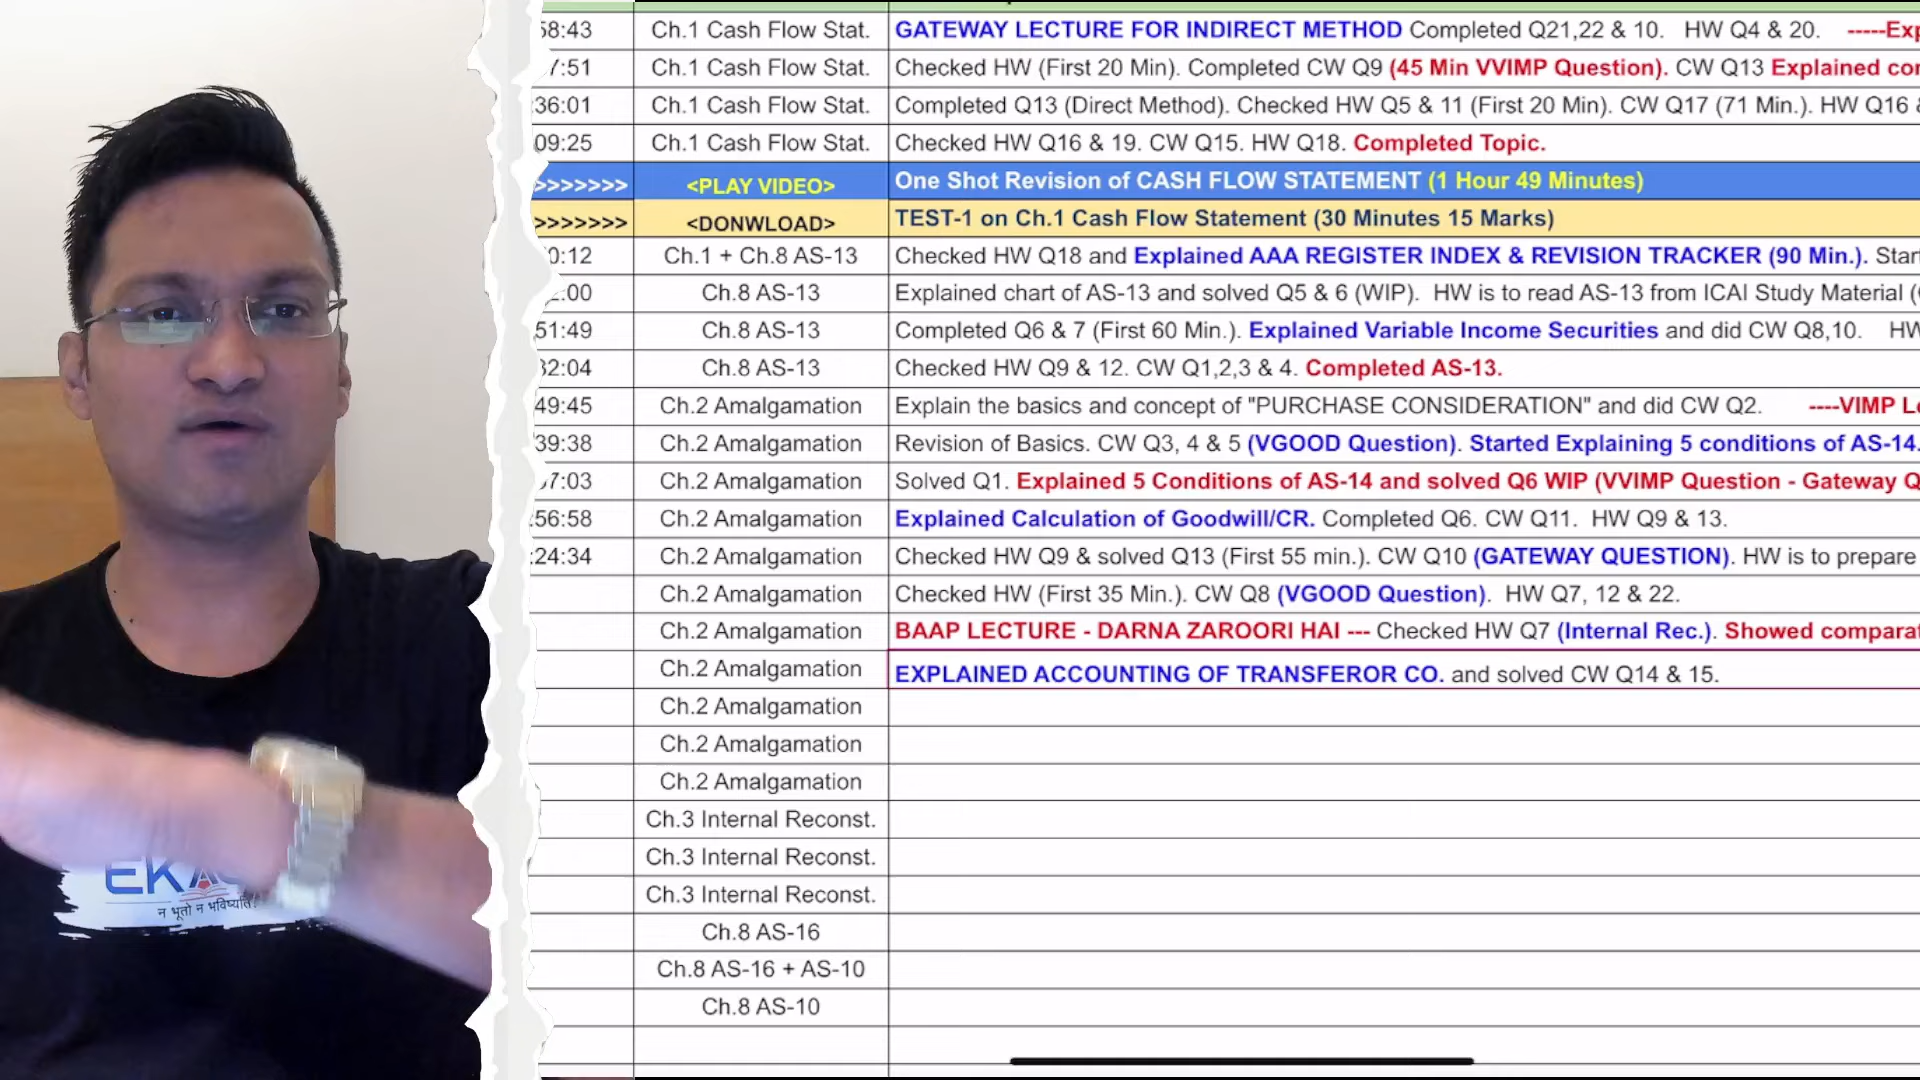 58:43 Ch.1 Cash Flow Stat. GATEWAY LECTURE FOR INDIRECT METHOD Completed Q21,22 & 10. HW Q4 & 20. -----Exp
7:51 Ch.1 Cash Flow Stat. Checked HW (First 20 Min). Completed CW Q9 (45 Min VVIMP Question). CW Q13 Explained con
36:01 Ch.1 Cash Flow Stat. Completed Q13 (Direct Method). Checked HW Q5 & 11 (First 20 Min). CW Q17 (71 Min.). HW Q16 &
09:25 Ch.1 Cash Flow Stat. Checked HW Q16 & 19. CW Q15. HW Q18. Completed Topic.
>>>>>>> <PLAY VIDEO> One Shot Revision of CASH FLOW STATEMENT (1 Hour 49 Minutes)
>>>>>>> <DONWLOAD> TEST-1 on Ch.1 Cash Flow Statement (30 Minutes 15 Marks)
0:12 Ch.1 + Ch.8 AS-13 Checked HW Q18 and Explained AAA REGISTER INDEX & REVISION TRACKER (90 Min.). Start
2:00 Ch.8 AS-13 Explained chart of AS-13 and solved Q5 & 6 (WIP). HW is to read AS-13 from ICAI Study Material (
51:49 Ch.8 AS-13 Completed Q6 & 7 (First 60 Min.). Explained Variable Income Securities and did CW Q8,10. HW
32:04 Ch.8 AS-13 Checked HW Q9 & 12. CW Q1,2,3 & 4. Completed AS-13.
49:45 Ch.2 Amalgamation Explain the basics and concept of "PURCHASE CONSIDERATION" and did CW Q2. ----VIMP Le
39:38 Ch.2 Amalgamation Revision of Basics. CW Q3, 4 & 5 (VGOOD Question). Started Explaining 5 conditions of AS-14.
7:03 Ch.2 Amalgamation Solved Q1. Explained 5 Conditions of AS-14 and solved Q6 WIP (VVIMP Question - Gateway Q
:56:58 Ch.2 Amalgamation Explained Calculation of Goodwill/CR. Completed Q6. CW Q11. HW Q9 & 13.
:24:34 Ch.2 Amalgamation Checked HW Q9 & solved Q13 (First 55 min.). CW Q10 (GATEWAY QUESTION). HW is to prepare
Ch.2 Amalgamation Checked HW (First 35 Min.). CW Q8 (VGOOD Question). HW Q7, 12 & 22.
Ch.2 Amalgamation BAAP LECTURE - DARNA ZAROORI HAI --- Checked HW Q7 (Internal Rec.). Showed comparat
Ch.2 Amalgamation EXPLAINED ACCOUNTING OF TRANSFEROR CO. and solved CW Q14 & 15.
Ch.2 Amalgamation
Ch.2 Amalgamation
Ch.2 Amalgamation
Ch.3 Internal Reconst.
Ch.3 Internal Reconst.
Ch.3 Internal Reconst.
Ch.8 AS-16
Ch.8 AS-16 + AS-10
Ch.8 AS-10
न भूतो न भविष्यति!